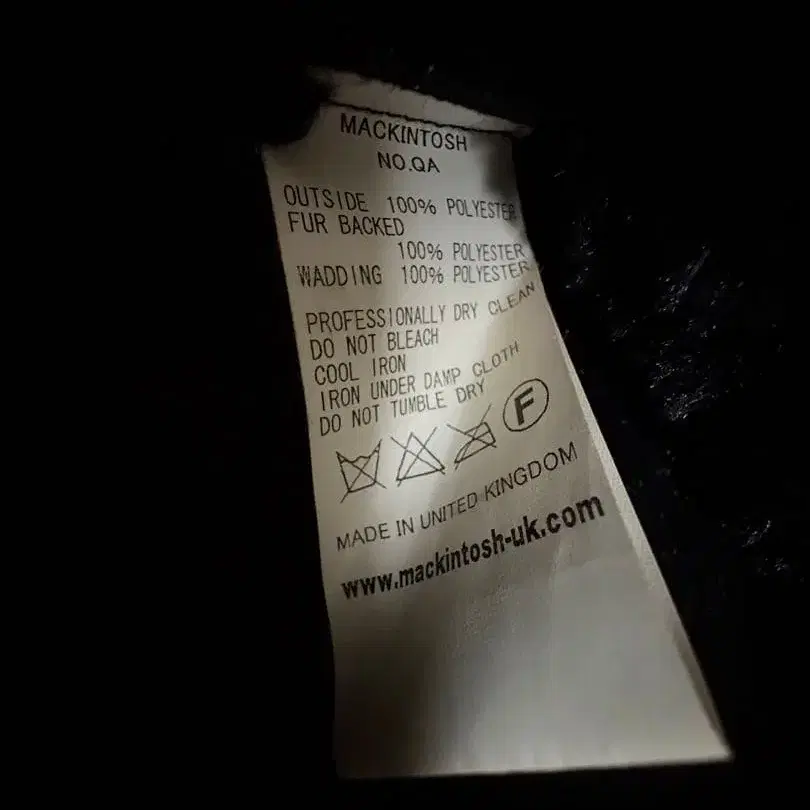 MACKINTOSH
NO.QA
OUTSIDE 100% POLYESTER
FUR BACKED
100% POLYESTER
WADDING 100% POLYESTER
PROFESSIONALLY DRY CLEAN
DO NOT BLEACH
COOL IRON
IRON UNDER DAMP CLOTH
DO NOT TUMBLE DRY
F
MADE IN UNITED KINGDOM
www.mackintosh-uk.com